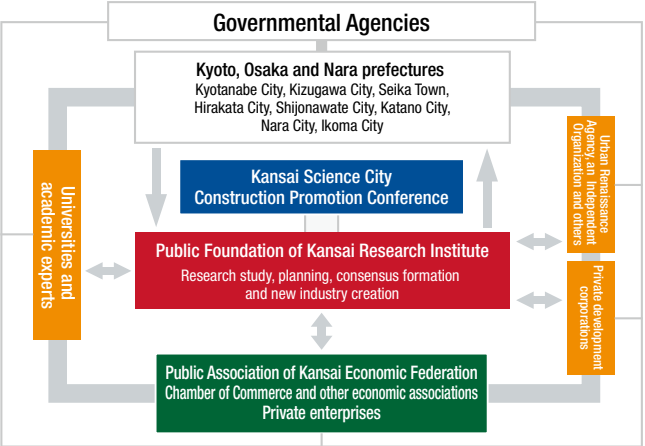 Governmental Agencies
Kyoto, Osaka and Nara prefectures
Kyotanabe City, Kizugawa City, Seika Town,
Hirakata City, Shijonawate City, Katano City,
Nara City, Ikoma City
Kansai Science City
Construction Promotion Conference
Universities and
academic experts
Public Foundation of Kansai Research Institute
Research study, planning, consensus formation
and new industry creation
Urban Renaissance
Agency, an Independent
Organization and others
Private development
corporations
Public Association of Kansai Economic Federation
Chamber of Commerce and other economic associations
Private enterprises